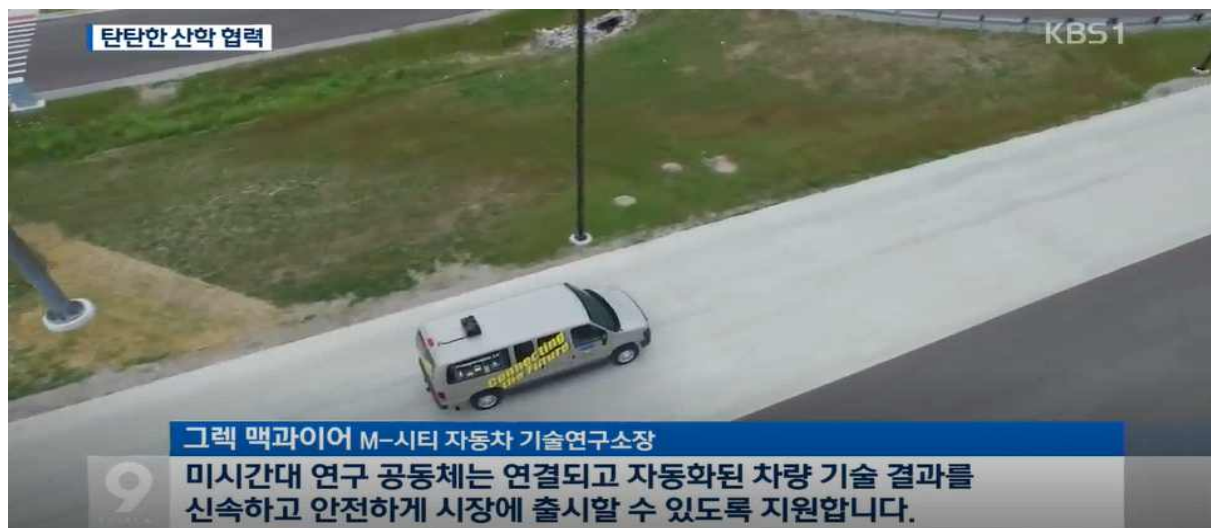 탄탄한 산학 협력
KBS1
connecting
the Future
그렉 맥과이어 M-시티 자동차 기술연구소장
9
미시간대 연구 공동체는 연결되고 자동화된 차량 기술 결과를
신속하고 안전하게 시장에 출시할 수 있도록 지원합니다.